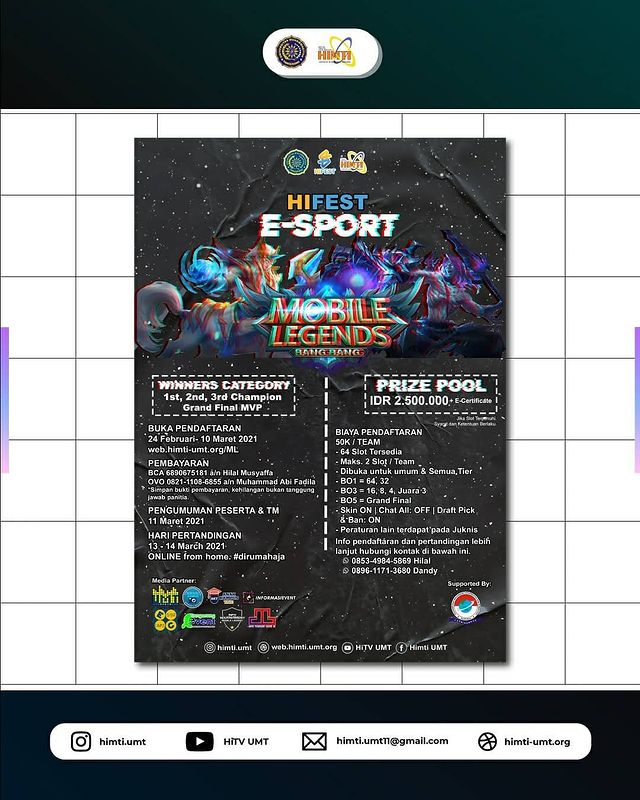 HIMTI
HIFEST
HIMTI
HIFEST
E-SPORT
MOBILE
LEGENDS
BANG BANG
WINNERS CATEGORY
1st, 2nd, 3rd Champion
Grand Final MVP
BUKA PENDAFTARAN
24 Februari- 10 Maret 2021
web.himti-umt.org/ML
PEMBAYARAN
BCA 6890675181 a/n Hilal Musyaffa
OVO 0821-1108-6855 a/n Muhammad Abi Fadila
*Simpan bukti pembayaran, kehilangan bukan tanggung
jawab panitia.
PENGUMUMAN PESERTA & TM
11 Maret 2021
HARI PERTANDINGAN
13 - 14 March 2021
ONLINE from home. #dirumahaja
PRIZE POOL
IDR 2.500.000 + E-Certificate
Jika Slot Terpenuhi
Syarat dan Ketentuan Berlaku
BIAYA PENDAFTARAN
50K / TEAM
- 64 Slot Tersedia
- Maks. 2 Slot / Team
- Dibuka untuk umum & Semua Tier
- BO1 = 64, 32
- BO3 = 16, 8, 4, Juara 3
- BO5 = Grand Final
- Skin ON | Chat All: OFF | Draft Pick
& Ban: ON
- Peraturan lain terdapat pada Juknis
Info pendaftaran dan pertandingan lebih
lanjut hubungi kontak di bawah ini.
0853-4984-5869 Hilal
0896-1171-3680 Dandy
Media Partner:
INFORMASIEVENT
Supported By:
himti.umt web.himti-umt.org HiTV UMT Himti UMT
himti.umt HiTV UMT himti.umt11@gmail.com himti-umt.org